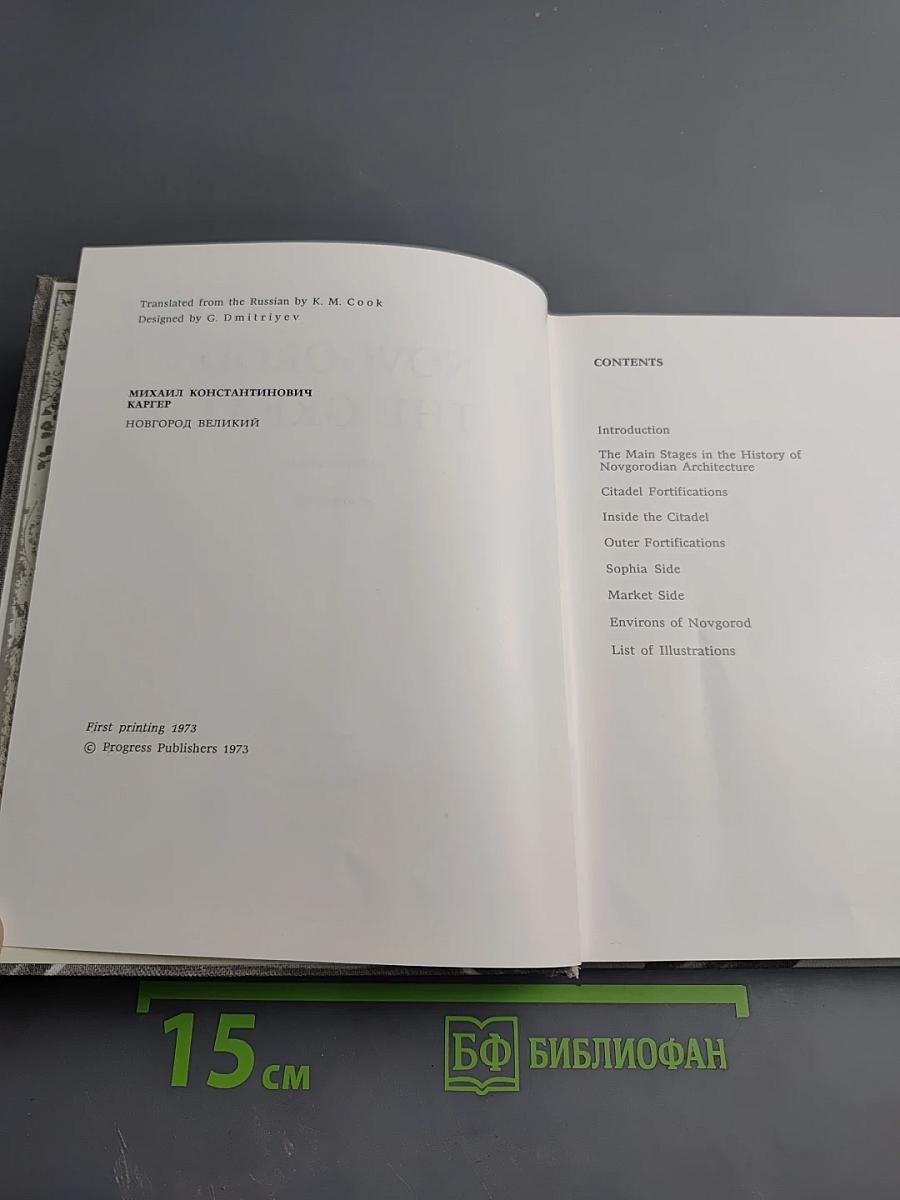 Translated from the Russian by K. M. Cook
Designed by G. Dmitriyev
МИХАИЛ КОНСТАНТИНОВИЧ
КАРГЕР
НОВГОРОД ВЕЛИКИЙ
First printing 1973
© Progress Publishers 1973
CONTENTS
Introduction
The Main Stages in the History of
Novgorodian Architecture
Citadel Fortifications
Inside the Citadel
Outer Fortifications
Sophia Side
Market Side
Environs of Novgorod
List of Illustrations
15 см
БФ БИБЛИОФАН